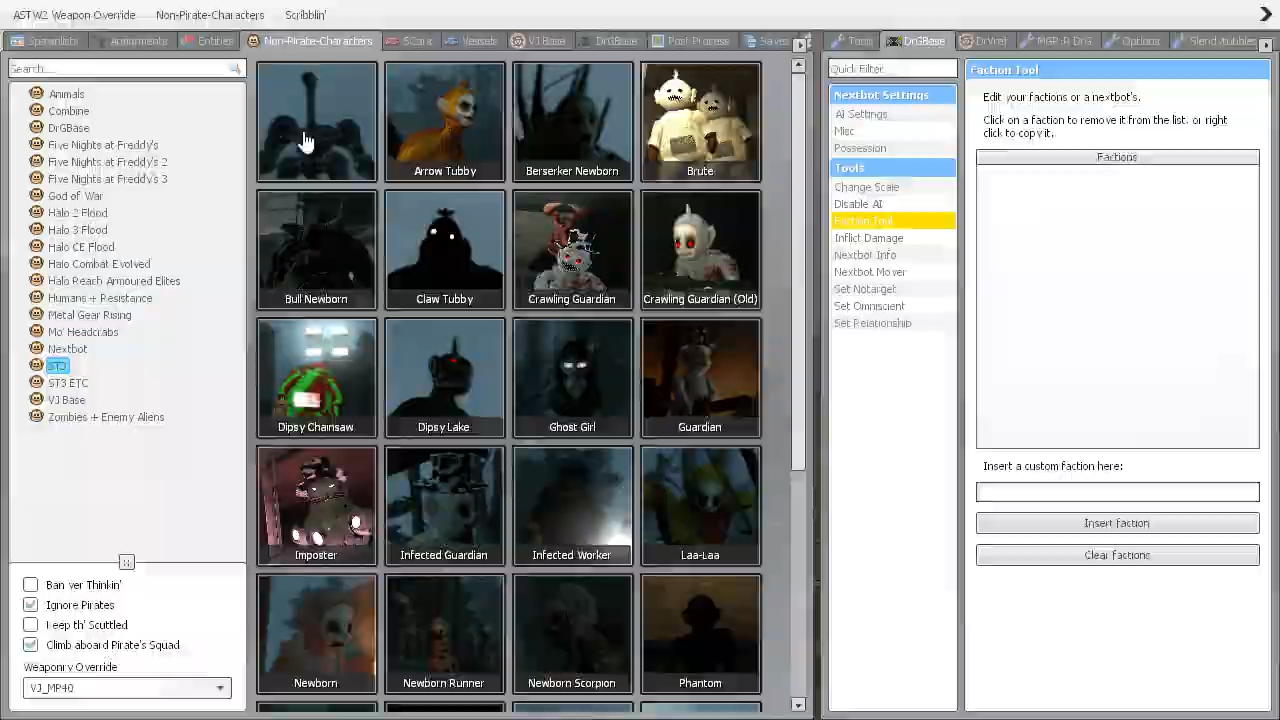 ASTW2 Weapon Override Non-Pirate-Characters Scribblin'
Spawnlists Armaments Entities Non-Pirate-Characters SCars Vessels VJ Base DrGBase Post Process Saves
Tools DrGBase DrVrej Options Slendytubbies
Search...
Animals
Combine
DrGBase
Five Nights at Freddy's
Five Nights at Freddy's 2
Five Nights at Freddy's 3
God of War
Halo 2 Flood
Halo 3 Flood
Halo CE Flood
Halo Combat Evolved
Halo Reach Armoured Elites
Humans + Resistance
Metal Gear Rising
Mo' Headcrabs
Nextbot
ST3
ST3 ETC
VJ Base
Zombies + Enemy Aliens
Ban yer Thinkin'
Ignore Pirates
Keep th' Scuttled
Climb aboard Pirate's Squad
Weaponry Override
VJ_MP40
Arrow Tubby
Berserker Newborn
Brute
Bull Newborn
Claw Tubby
Crawling Guardian
Crawling Guardian (Old)
Dipsy Chainsaw
Dipsy Lake
Ghost Girl
Guardian
Imposter
Infected Guardian
Infected Worker
Laa-Laa
Newborn
Newborn Runner
Newborn Scorpion
Phantom
Quick Filter
Nextbot Settings
AI Settings
Misc
Possession
Tools
Change Scale
Disable AI
Faction Tool
Inflict Damage
Nextbot Info
Nextbot Mover
Set Notarget
Set Omniscient
Set Relationship
Faction Tool
Edit your factions or a nextbot's.
Click on a faction to remove it from the list, or right
click to copy it.
Factions
Insert a custom faction here:
Insert faction
Clear factions